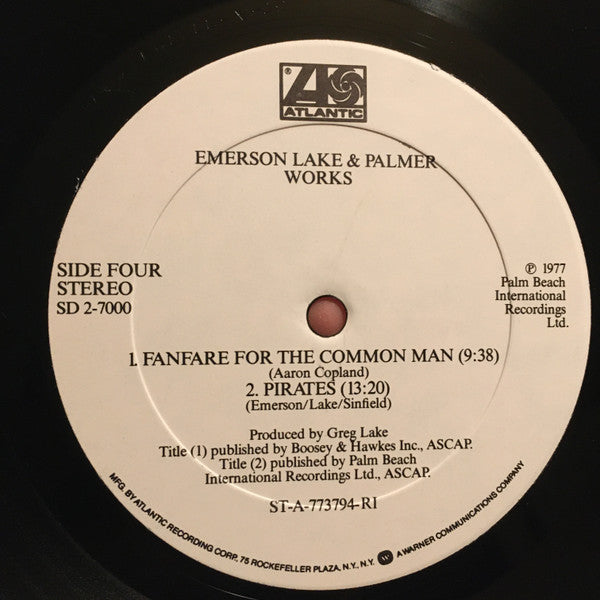 ATLANTIC
EMERSON LAKE & PALMER
WORKS
SIDE FOUR
STEREO
SD 2-7000
℗ 1977
Palm Beach
International
Recordings
Ltd.
1. FANFARE FOR THE COMMON MAN (9:38)
(Aaron Copland)
2. PIRATES (13:20)
(Emerson/Lake/Sinfield)
Produced by Greg Lake
Title (1) published by Boosey & Hawkes Inc., ASCAP.
Title (2) published by Palm Beach
International Recordings Ltd., ASCAP.
ST-A-773794-RI
MFG. BY ATLANTIC RECORDING CORP., 75 ROCKEFELLER PLAZA, N.Y., N.Y. A WARNER COMMUNICATIONS COMPANY